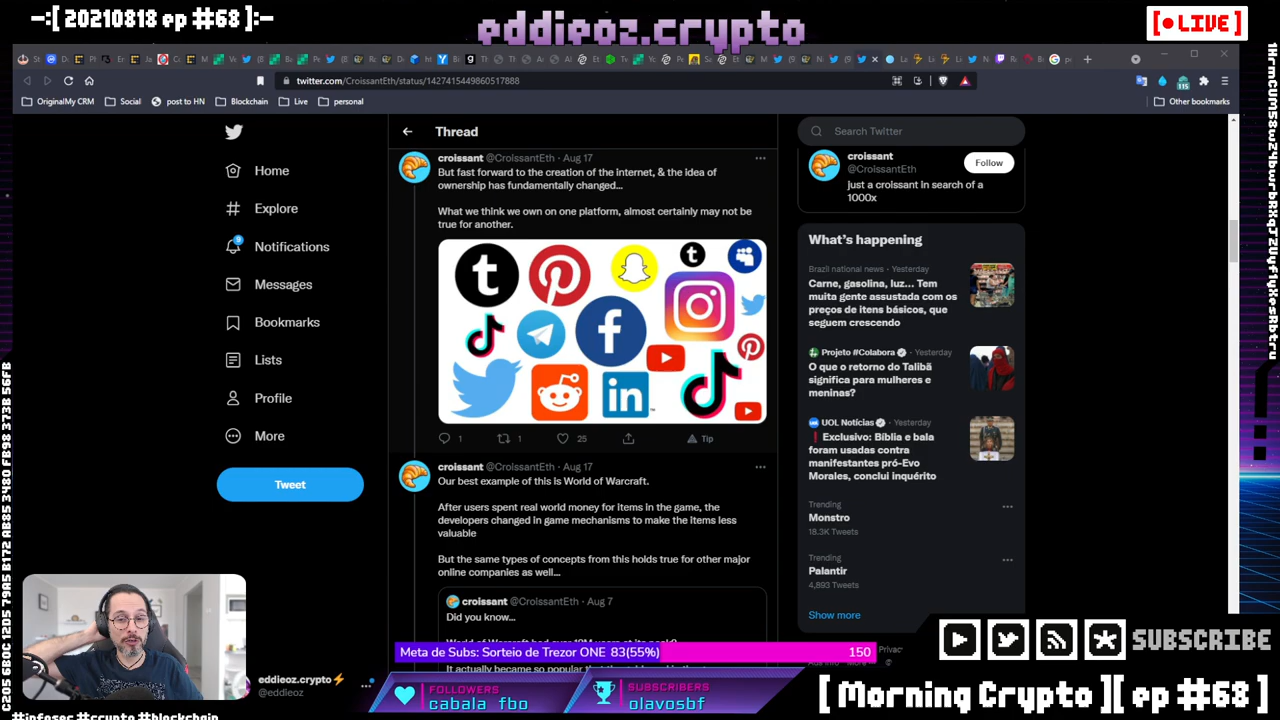 -:[ 20210818 ep #68 ]:-
eddieoz.crypto
[● LIVE]
twitter.com/CroissantEth/status/1427415449860517888
115
OriginalMy CRM
Social
post to HN
Blockchain
Live
personal
Other bookmarks
Home
Explore
9
Notifications
Messages
Bookmarks
Lists
Profile
More
Tweet
Thread
croissant @CroissantEth · Aug 17
But fast forward to the creation of the internet, & the idea of
ownership has fundamentally changed...
What we think we own on one platform, almost certainly may not be
true for another.
1
1
25
Tip
croissant @CroissantEth · Aug 17
Our best example of this is World of Warcraft.
After users spent real world money for items in the game, the
developers changed in game mechanisms to make the items less
valuable
But the same types of concepts from this holds true for other major
online companies as well...
croissant @CroissantEth · Aug 7
Did you know...
Search Twitter
croissant
@CroissantEth
Follow
just a croissant in search of a
1000x
What's happening
Brazil national news · Yesterday
Carne, gasolina, luz... Tem
muita gente assustada com os
preços de itens básicos, que
seguem crescendo
Projeto #Colabora · Yesterday
O que o retorno do Talibã
significa para mulheres e
meninas?
UOL Notícias · Yesterday
❗Exclusivo: Bíblia e bala
foram usadas contra
manifestantes pró-Evo
Morales, conclui inquérito
Trending
Monstro
18.3K Tweets
Trending
Palantir
4,893 Tweets
Show more
Privac
eddieoz.crypto⚡
@eddieoz
#infosec #crypto #blockchain
Meta de Subs: Sorteio de Trezor ONE 83(55%)
150
FOLLOWERS
cabala_fbo
SUBSCRIBERS
olavosbf
SUBSCRIBE
[ Morning Crypto ][ ep #68 ]